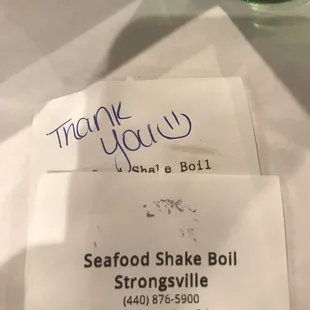 Thank
you
Shake Boil
Seafood Shake Boil
Strongsville
(440) 876-5900